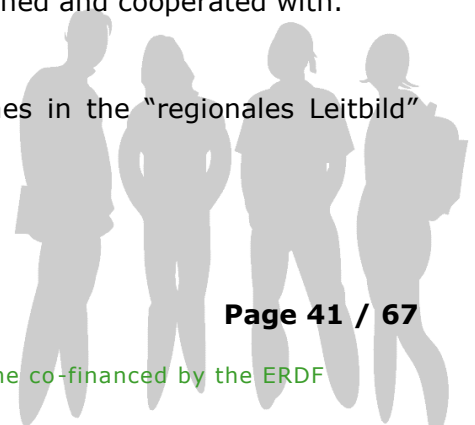 ned and cooperated with.
es in the “regionales Leitbild”
Page 41 / 67
e co-financed by the ERDF